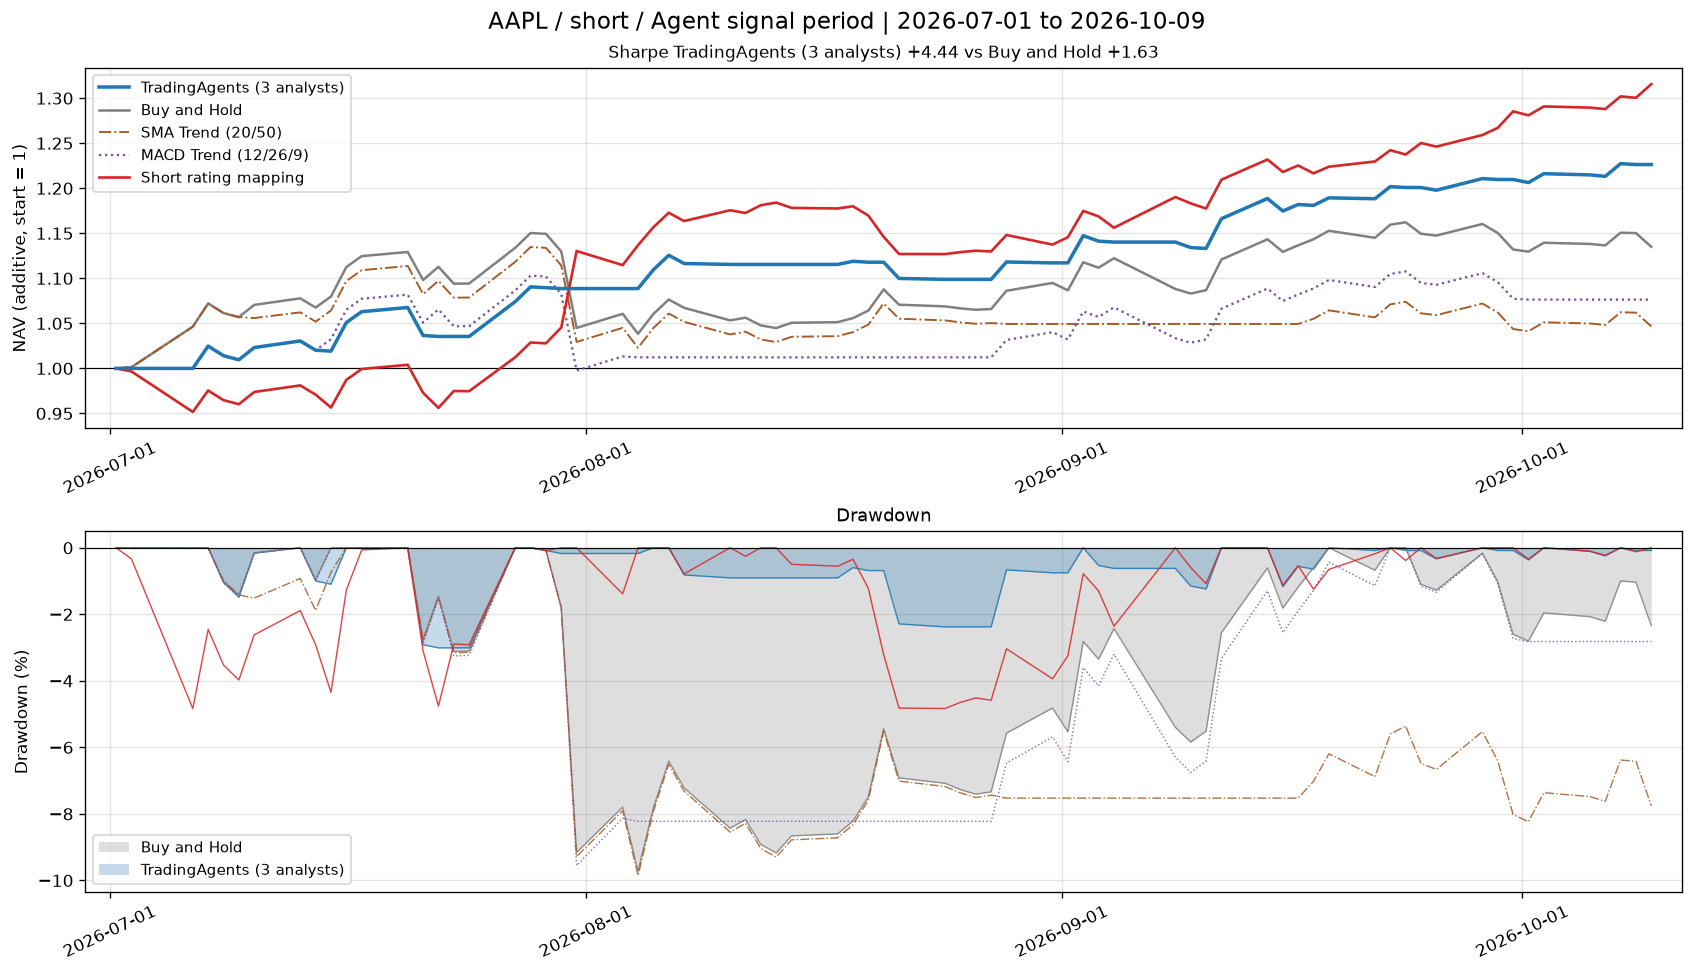 AAPL / short / Agent signal period | 2026-07-01 to 2026-10-09
Sharpe TradingAgents (3 analysts) +4.44 vs Buy and Hold +1.63
NAV (additive, start = 1)
1.30
1.25
1.20
1.15
1.10
1.05
1.00
0.95
TradingAgents (3 analysts)
Buy and Hold
SMA Trend (20/50)
MACD Trend (12/26/9)
Short rating mapping
2026-07-01
2026-08-01
2026-09-01
2026-10-01
Drawdown
Drawdown (%)
0
−2
−4
−6
−8
−10
Buy and Hold
TradingAgents (3 analysts)
2026-07-01
2026-08-01
2026-09-01
2026-10-01